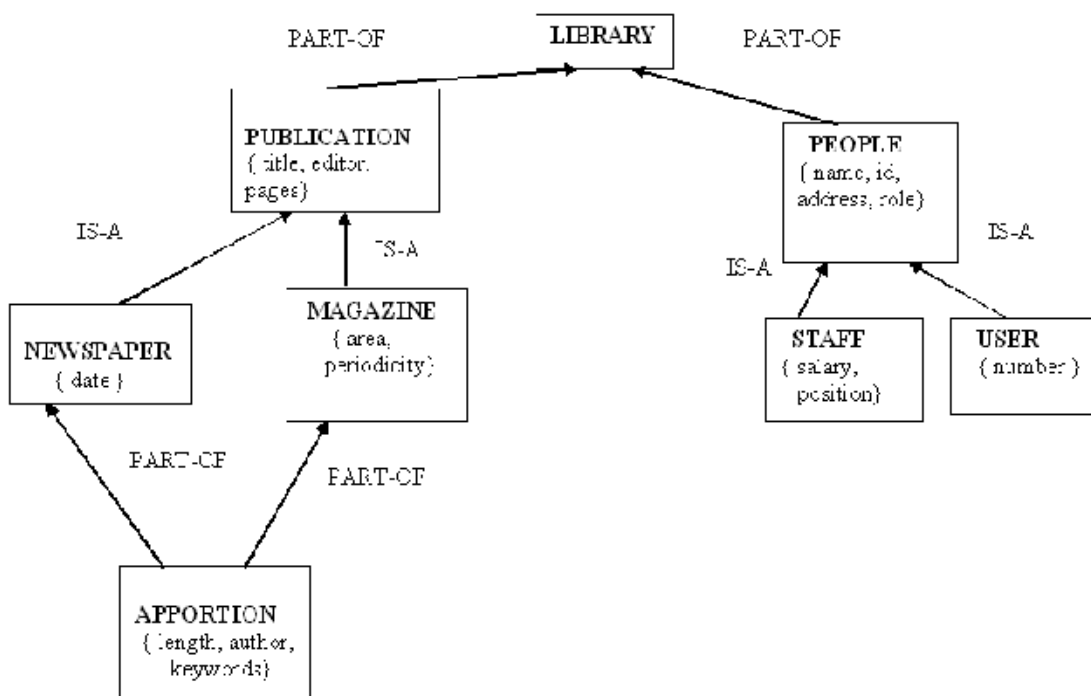 PART-OF
LIBRARY
PART-OF
PUBLICATION
{ title, editor,
pages}
PEOPLE
{ name, id,
address, role}
IS-A
IS-A
IS-A
IS-A
NEWSPAPER
{ date }
MAGAZINE
{ area,
periodicity}
STAFF
{ salary,
position}
USER
{ number }
PART-OF
PART-OF
APPORTION
{ length, author,
keywords}